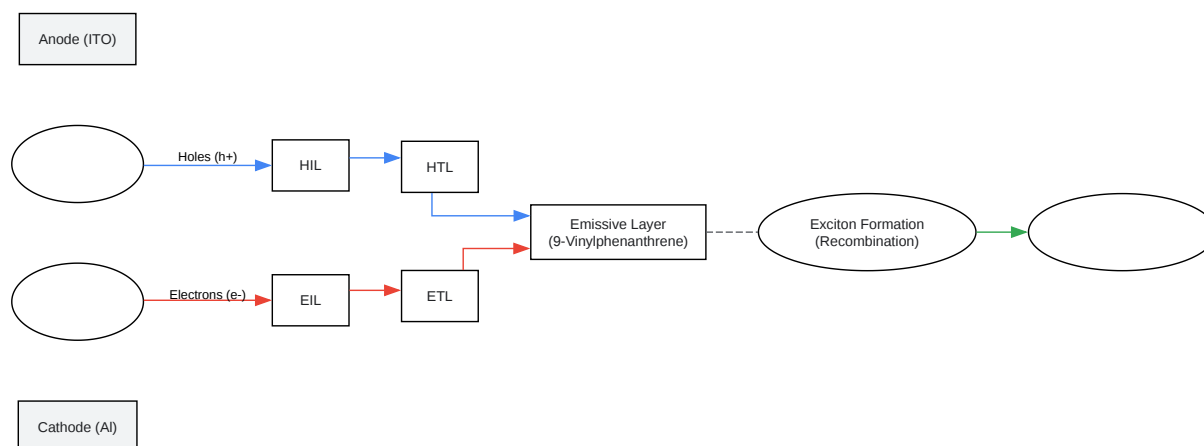 Anode (ITO)
Holes (h+)
HIL
HTL
Emissive Layer
(9-Vinylphenanthrene)
Exciton Formation
(Recombination)
Electrons (e-)
EIL
ETL
Cathode (Al)